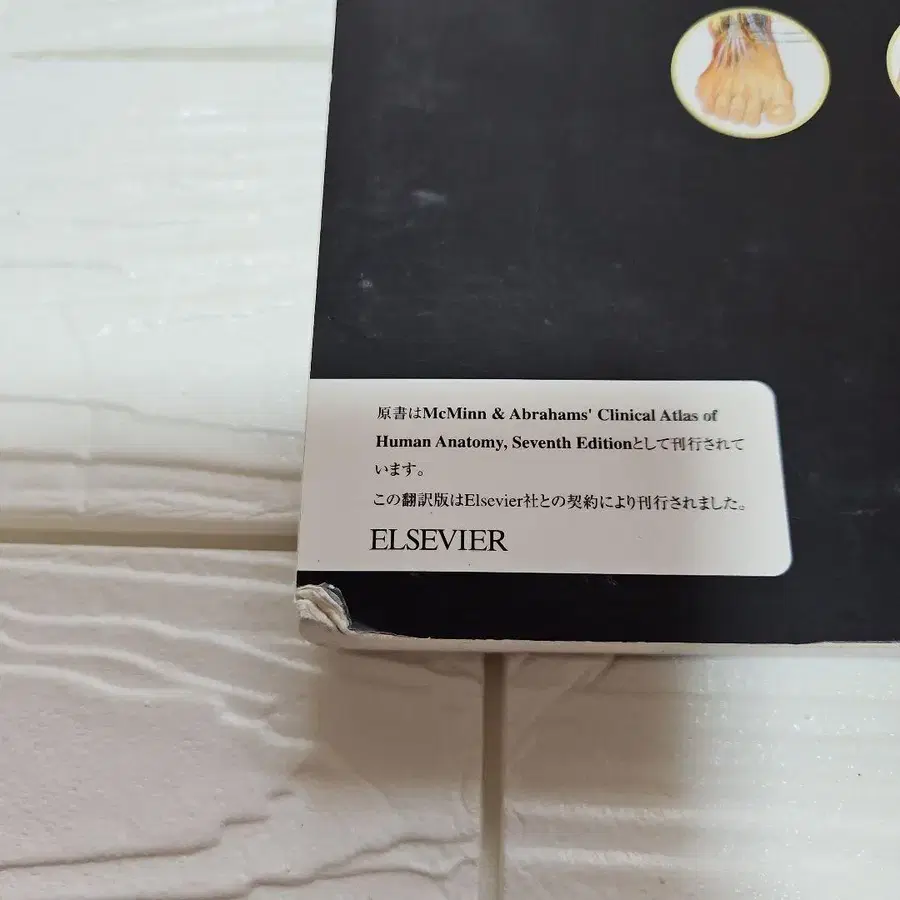 原書はMcMinn & Abrahams' Clinical Atlas of
Human Anatomy, Seventh Editionとして刊行されて
います。
この翻訳版はElsevier社との契約により刊行されました。
ELSEVIER